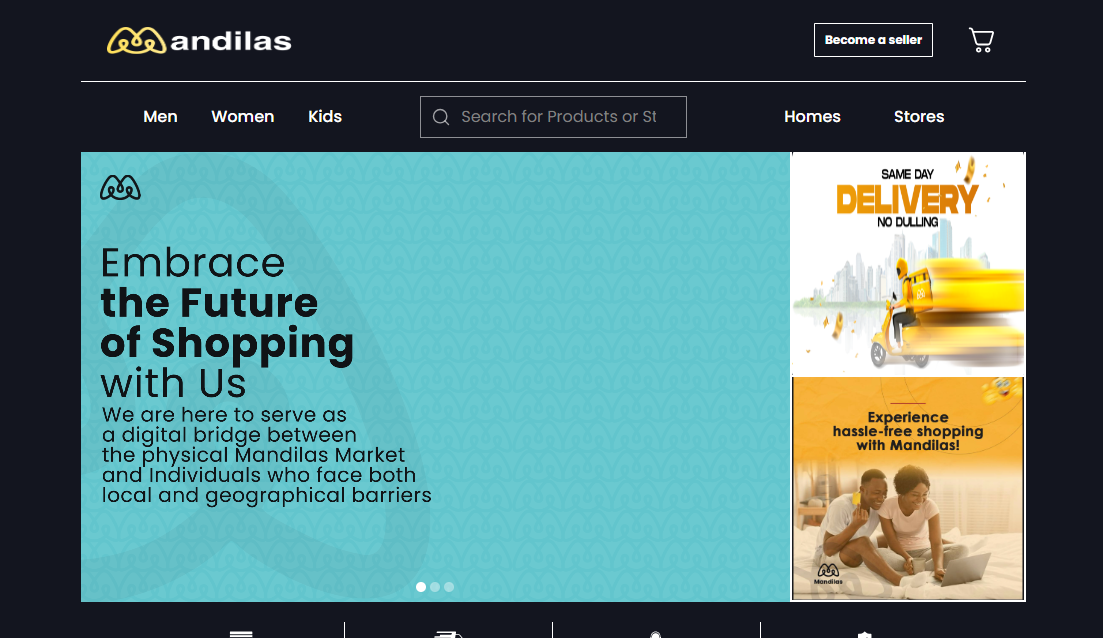 andilas
Become a seller
Men
Women
Kids
Search for Products or St
Homes
Stores
Embrace
the Future
of Shopping
with Us
We are here to serve as
a digital bridge between
the physical Mandilas Market
and Individuals who face both
local and geographical barriers
SAME DAY
DELIVERY
NO DULLING
Experience
hassle-free shopping
with Mandilas!
Mandilas